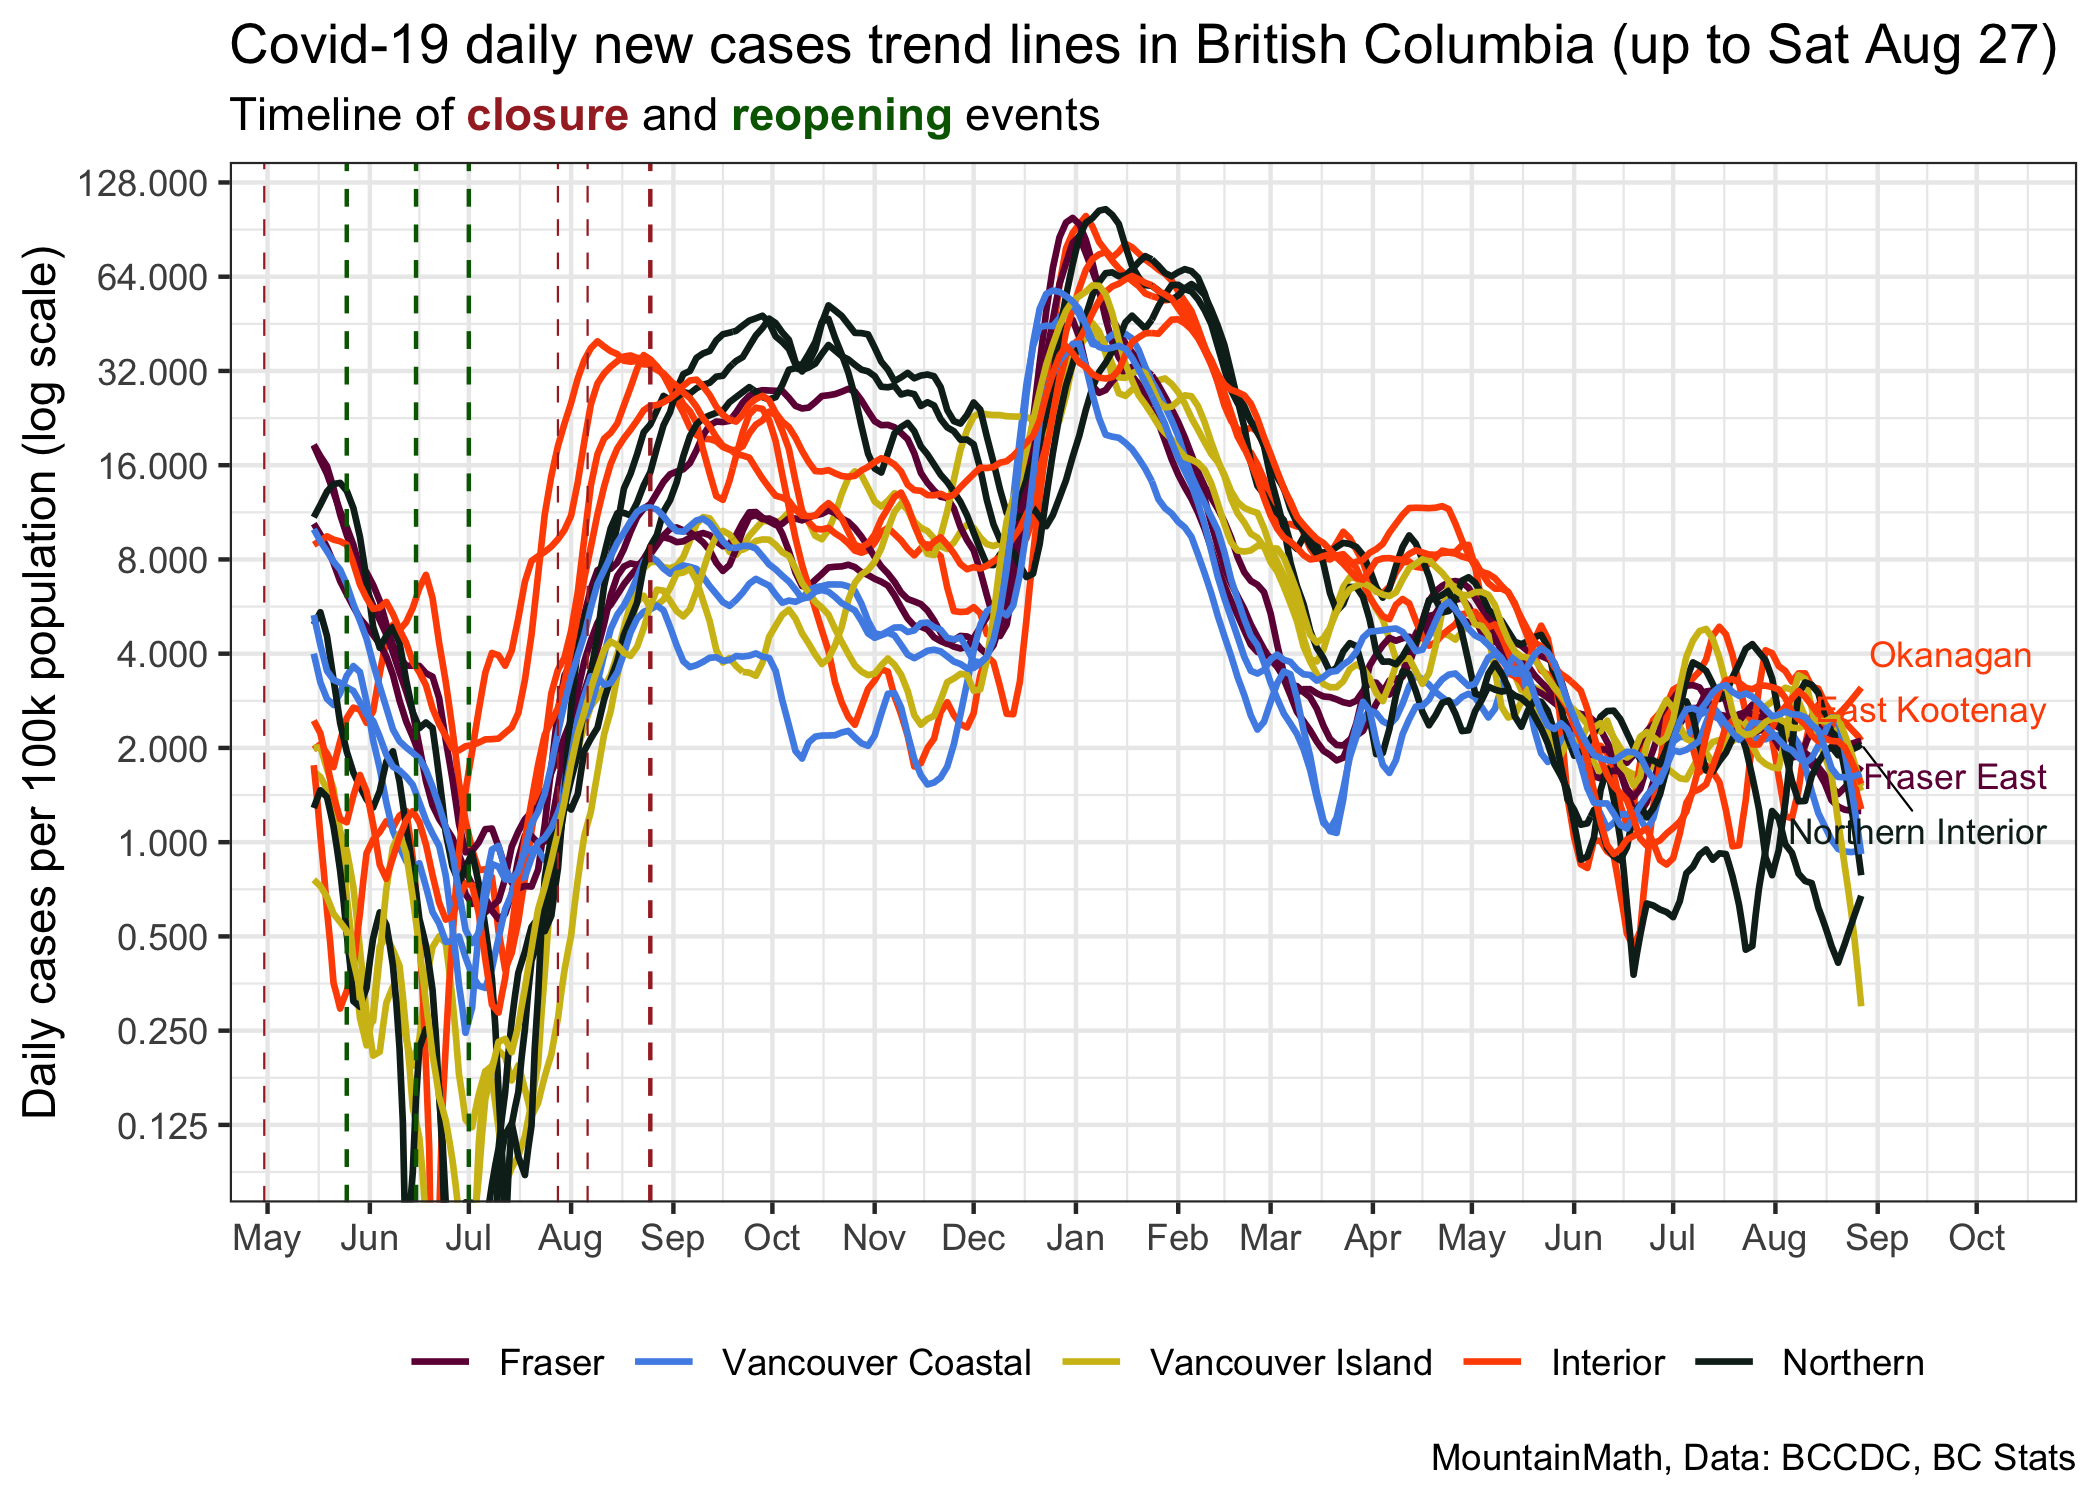 Covid-19 daily new cases trend lines in British Columbia (up to Sat Aug 27)
Timeline of closure and reopening events
Daily cases per 100k population (log scale)
128.000
64.000
32.000
16.000
8.000
4.000
2.000
1.000
0.500
0.250
0.125
Okanagan
East Kootenay
Fraser East
Northern Interior
May Jun Jul Aug Sep Oct Nov Dec Jan Feb Mar Apr May Jun Jul Aug Sep Oct
Fraser Vancouver Coastal Vancouver Island Interior Northern
MountainMath, Data: BCCDC, BC Stats